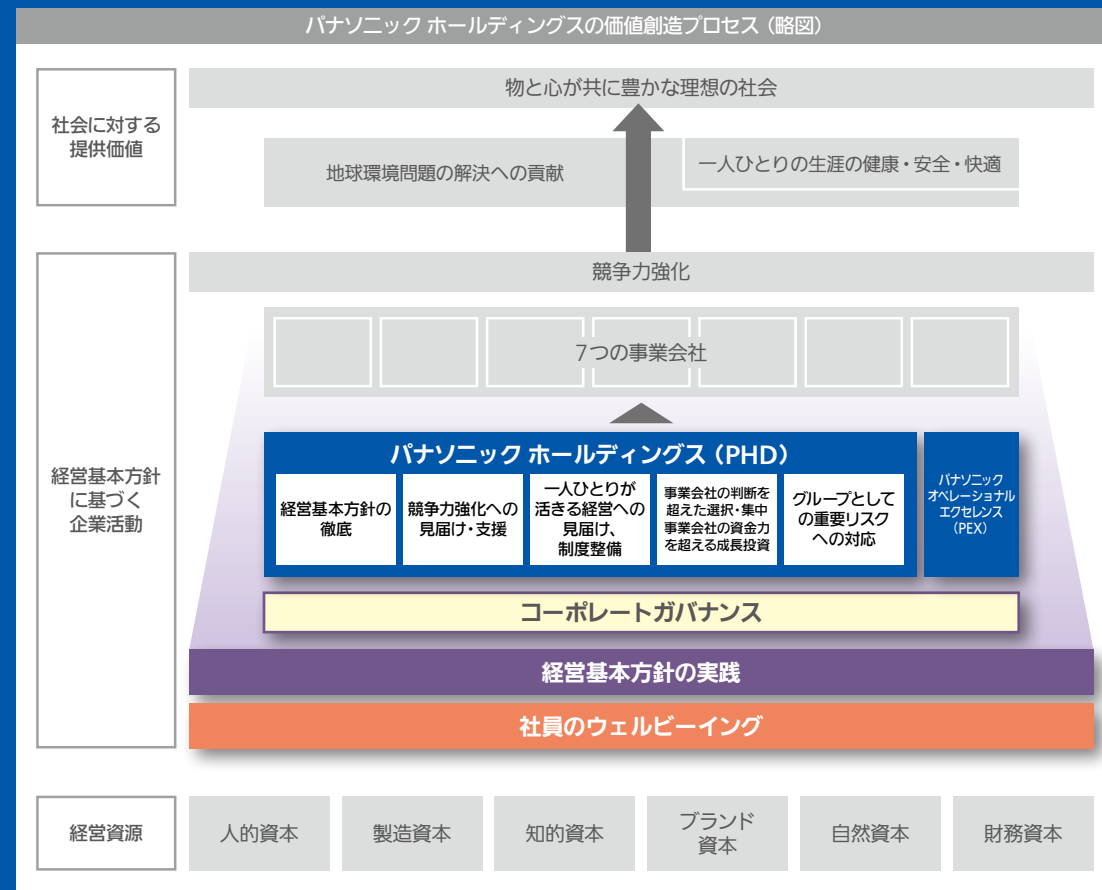 パナソニック ホールディングスの価値創造プロセス（略図）
社会に対する
提供価値
物と心が共に豊かな理想の社会
地球環境問題の解決への貢献
一人ひとりの生涯の健康・安全・快適
経営基本方針
に基づく
企業活動
競争力強化
7つの事業会社
パナソニック ホールディングス（PHD）
経営基本方針の
徹底
競争力強化への
見届け・支援
一人ひとりが
活きる経営への
見届け、
制度整備
事業会社の判断を
超えた選択・集中
事業会社の資金力
を超える成長投資
グループとして
の重要リスク
への対応
パナソニック
オペレーショナル
エクセレンス
（PEX）
コーポレートガバナンス
経営基本方針の実践
社員のウェルビーイング
経営資源
人的資本
製造資本
知的資本
ブランド
資本
自然資本
財務資本